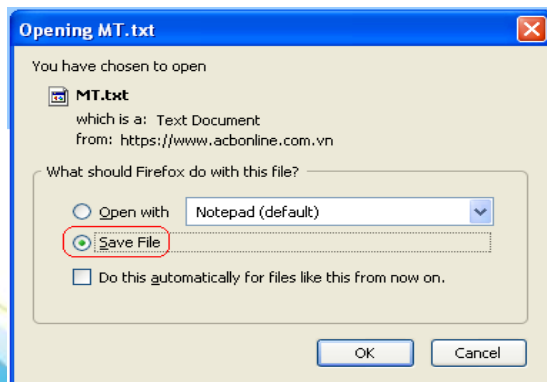 Opening MT.txt
You have chosen to open
MT.txt
which is a: Text Document
from: https://www.acbonline.com.vn
What should Firefox do with this file?
Open with Notepad (default)
Save File
Do this automatically for files like this from now on.
OK Cancel